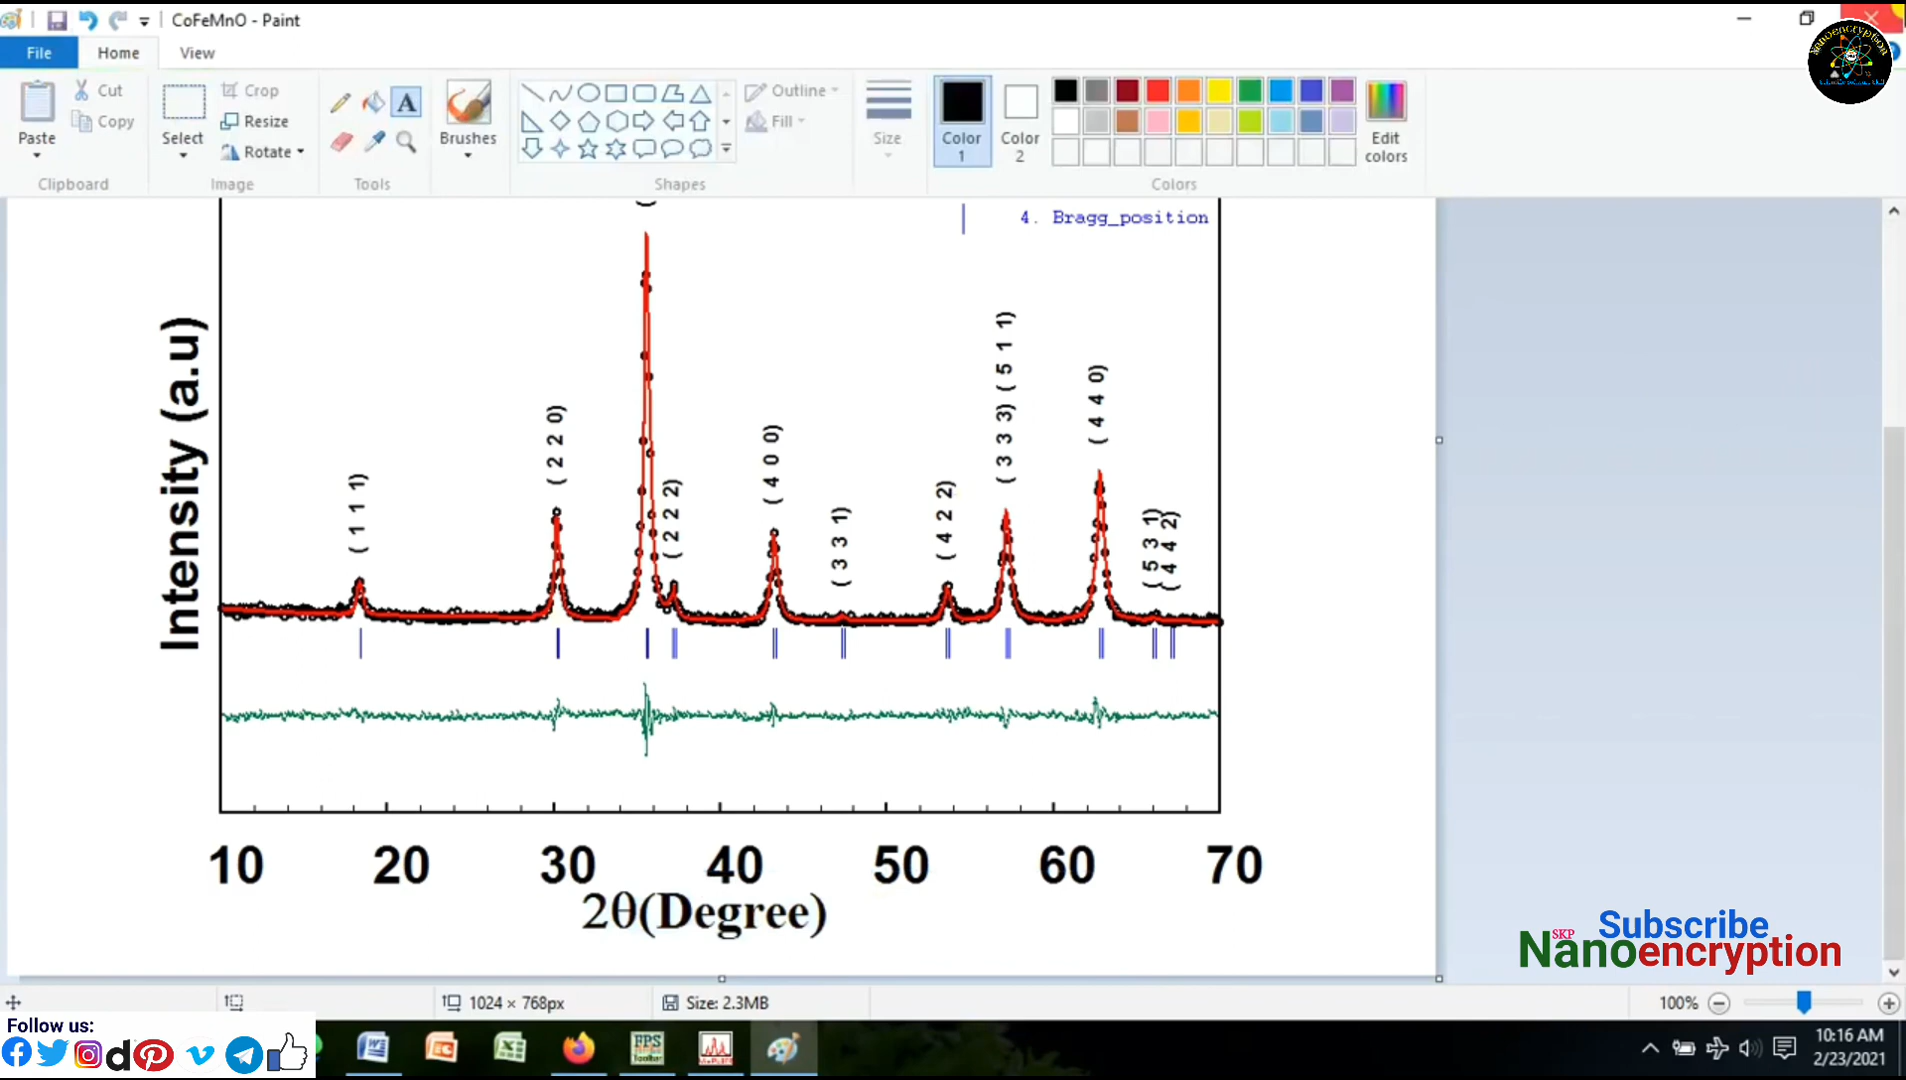 CoFeMnO - Paint
File Home View
Paste
Cut
Copy
Clipboard
Select
Crop
Resize
Rotate
Image
A
Tools
Brushes
Shapes
Outline
Fill
Size
Color 1
Color 2
Edit colors
Colors
Nanoencryption
4. Bragg_position
Intensity (a.u)
( 1 1 1)
( 2 2 0)
( 2 2 2)
( 4 0 0)
( 3 3 1)
( 4 2 2)
( 3 3 3) ( 5 1 1)
( 4 4 0)
( 5 3 1)
( 4 4 2)
10 20 30 40 50 60 70
2θ(Degree)
Subscribe
SKP
Nanoencryption
1024 × 768px
Size: 2.3MB
100%
Follow us:
FPS
Toolbar
10:16 AM
2/23/2021